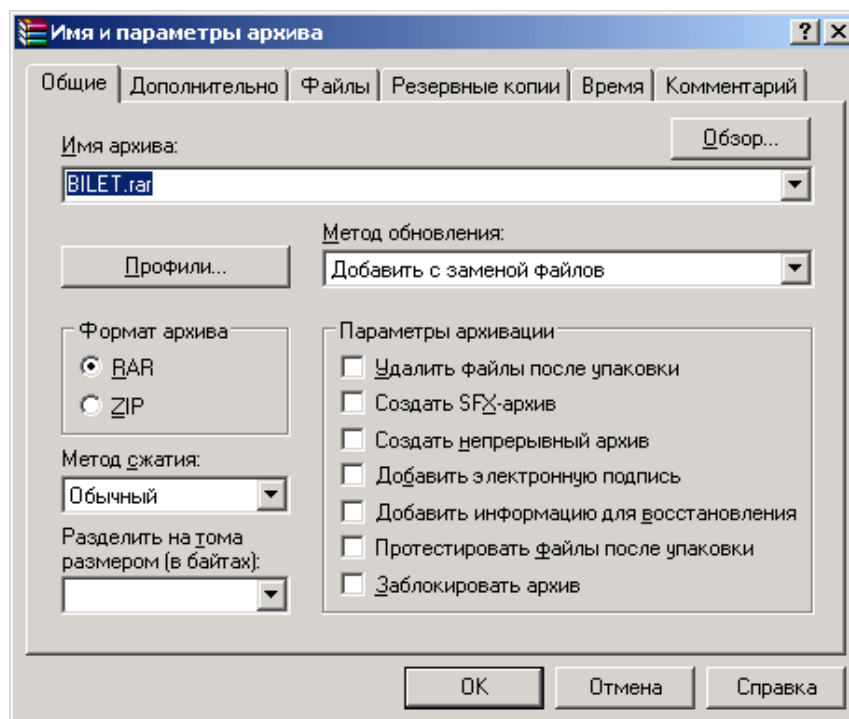 Имя и параметры архива
Общие Дополнительно Файлы Резервные копии Время Комментарий
Обзор...
Имя архива:
BILET.rar
Метод обновления:
Профили...
Добавить с заменой файлов
Формат архива
RAR
ZIP
Метод сжатия:
Обычный
Разделить на тома
размером (в байтах):
Параметры архивации
Удалить файлы после упаковки
Создать SFX-архив
Создать непрерывный архив
Добавить электронную подпись
Добавить информацию для восстановления
Протестировать файлы после упаковки
Заблокировать архив
OK Отмена Справка